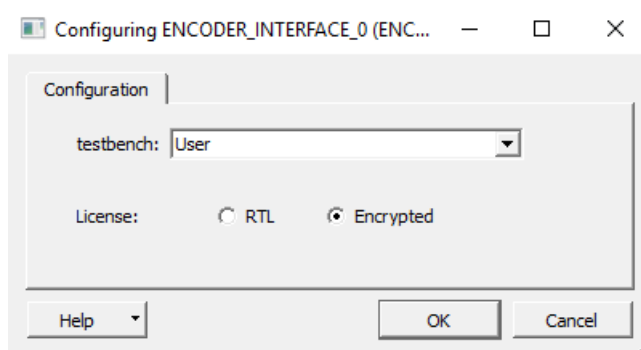 Configuring ENCODER_INTERFACE_0 (ENC...
Configuration
testbench: User
License: RTL Encrypted
Help OK Cancel